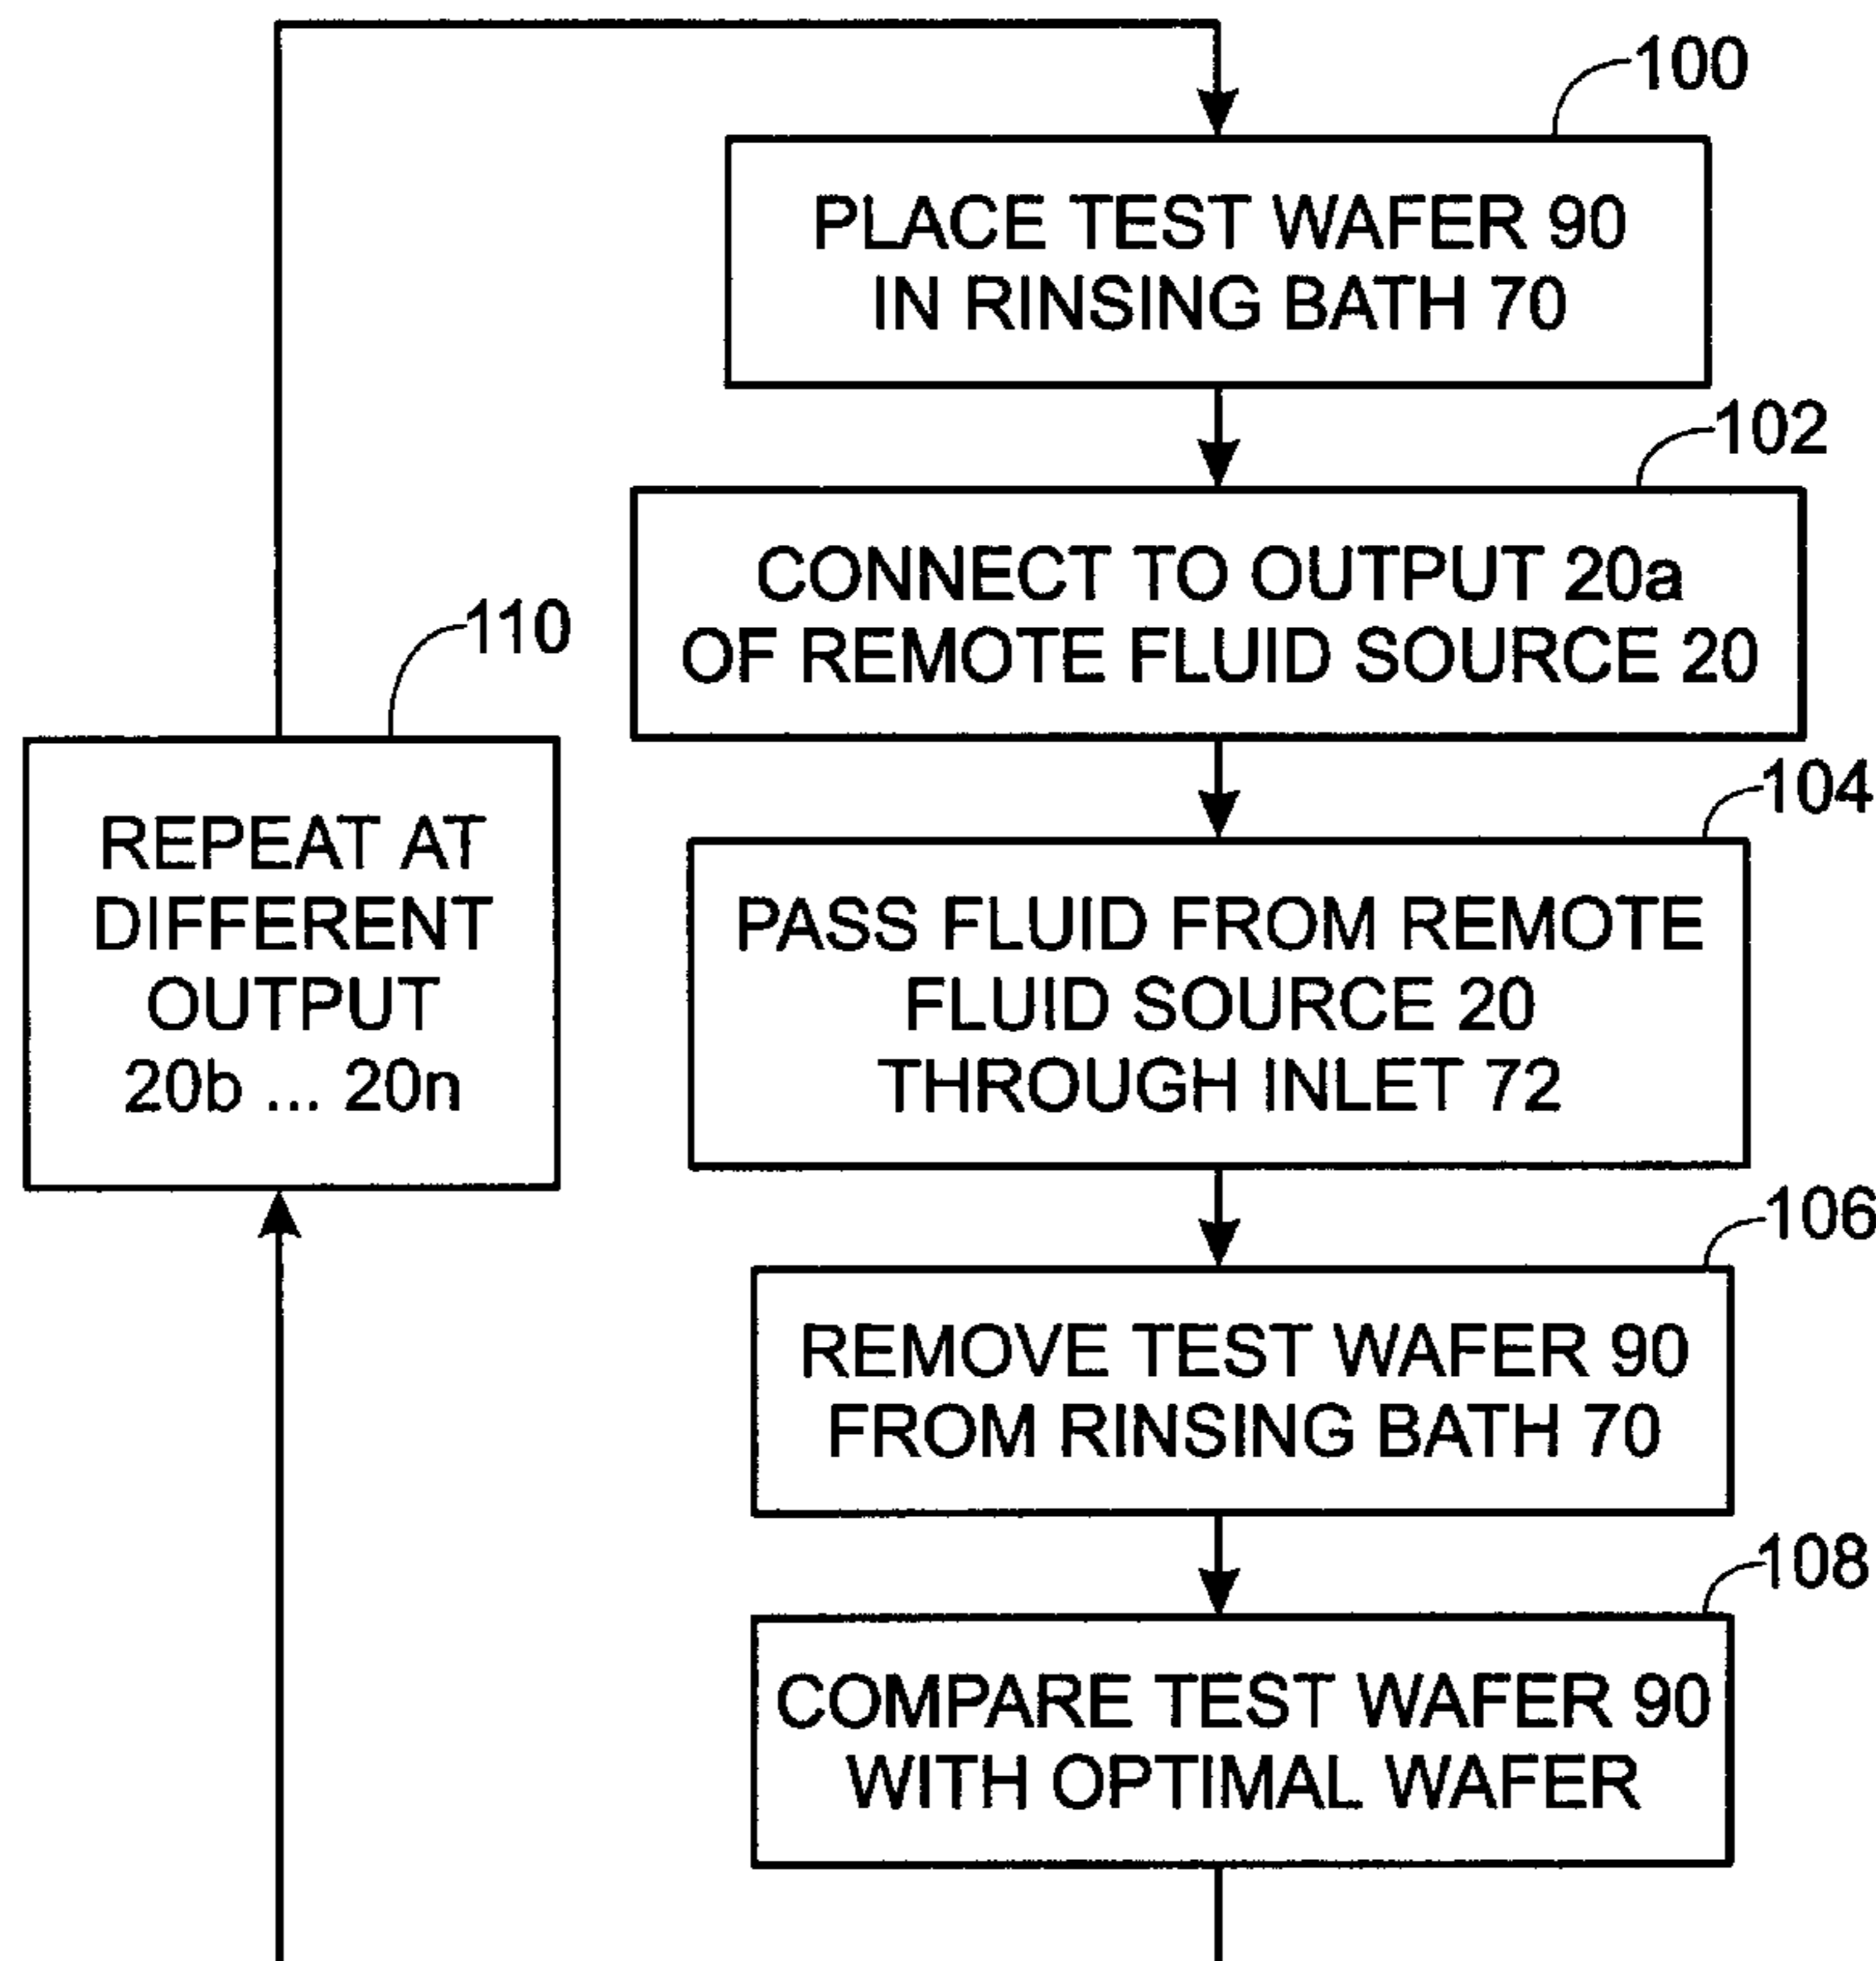 100
PLACE TEST WAFER 90
IN RINSING BATH 70
102
CONNECT TO OUTPUT 20a
OF REMOTE FLUID SOURCE 20
110
REPEAT AT
DIFFERENT
OUTPUT
20b ... 20n
104
PASS FLUID FROM REMOTE
FLUID SOURCE 20
THROUGH INLET 72
106
REMOVE TEST WAFER 90
FROM RINSING BATH 70
108
COMPARE TEST WAFER 90
WITH OPTIMAL WAFER